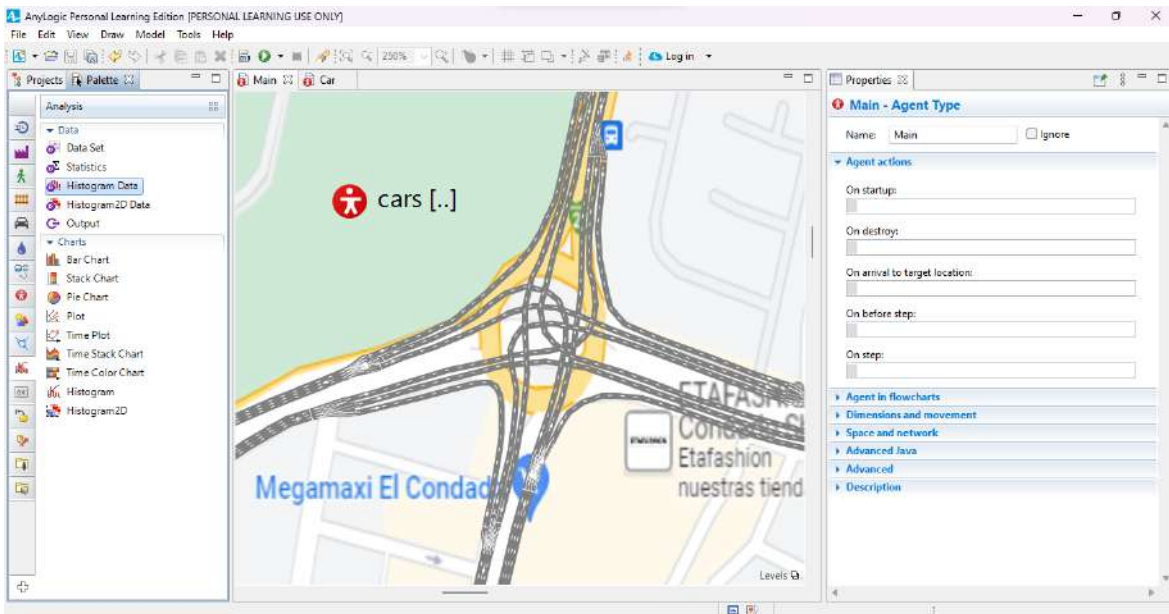 AnyLogic Personal Learning Edition [PERSONAL LEARNING USE ONLY]
File Edit View Draw Model Tools Help
250%
Log in
Projects Palette
Main Car
Properties
Analysis
Data
Data Set
Statistics
Histogram Data
Histogram2D Data
Output
Charts
Bar Chart
Stack Chart
Pie Chart
Plot
Time Plot
Time Stack Chart
Time Color Chart
Histogram
Histogram2D
cars [..]
ETAFAS
Etafashion
nuestras tiend
Megamaxi El Condad
Levels
Main - Agent Type
Name: Main Ignore
Agent actions
On startup:
On destroy:
On arrival to target location:
On before step:
On step:
Agent in flowcharts
Dimensions and movement
Space and network
Advanced Java
Advanced
Description